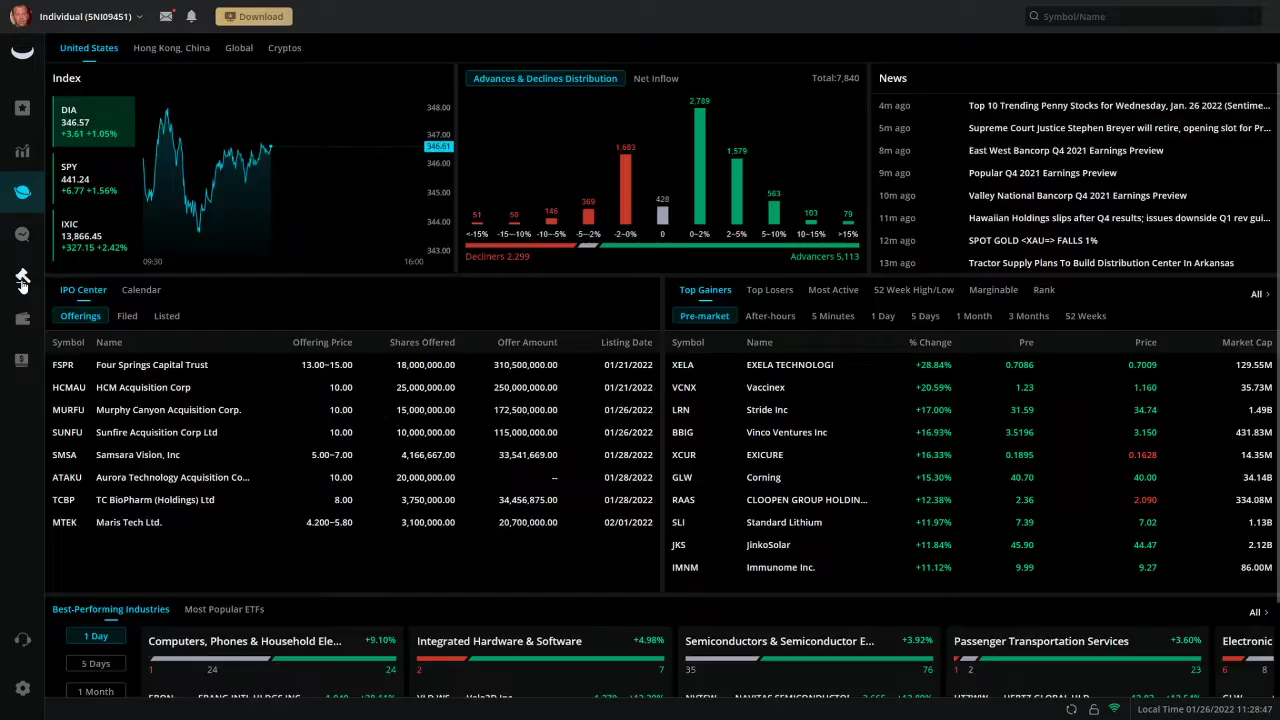 Individual (5NI09451)
Download
Symbol/Name
United States Hong Kong, China Global Cryptos
Index
DIA
346.57
+3.61 +1.05%
SPY
441.24
+6.77 +1.56%
IXIC
13,866.45
+327.15 +2.42%
348.00
347.00
346.61
346.00
345.00
344.00
343.00
09:30 16:00
Advances & Declines Distribution Net Inflow Total:7,840
51 50 146 369 1,683 428 2,789 1,579 563 103 79
<-15% -15~-10% -10~-5% -5~-2% -2~0% 0 0~2% 2~5% 5~10% 10~15% >15%
Decliners 2,299 Advancers 5,113
News
4m ago Top 10 Trending Penny Stocks for Wednesday, Jan. 26 2022 (Sentime...
5m ago Supreme Court Justice Stephen Breyer will retire, opening slot for Pr...
8m ago East West Bancorp Q4 2021 Earnings Preview
9m ago Popular Q4 2021 Earnings Preview
10m ago Valley National Bancorp Q4 2021 Earnings Preview
11m ago Hawaiian Holdings slips after Q4 results; issues downside Q1 rev gui...
12m ago SPOT GOLD <XAU=> FALLS 1%
13m ago Tractor Supply Plans To Build Distribution Center In Arkansas
IPO Center Calendar
Offerings Filed Listed
Symbol Name Offering Price Shares Offered Offer Amount Listing Date
FSPR Four Springs Capital Trust 13.00~15.00 18,000,000.00 310,500,000.00 01/21/2022
HCMAU HCM Acquisition Corp 10.00 25,000,000.00 250,000,000.00 01/21/2022
MURFU Murphy Canyon Acquisition Corp. 10.00 15,000,000.00 172,500,000.00 01/26/2022
SUNFU Sunfire Acquisition Corp Ltd 10.00 10,000,000.00 115,000,000.00 01/26/2022
SMSA Samsara Vision, Inc 5.00~7.00 4,166,667.00 33,541,669.00 01/28/2022
ATAKU Aurora Technology Acquisition Co... 10.00 20,000,000.00 -- 01/28/2022
TCBP TC BioPharm (Holdings) Ltd 8.00 3,750,000.00 34,456,875.00 01/28/2022
MTEK Maris Tech Ltd. 4.200~5.80 3,100,000.00 20,700,000.00 02/01/2022
Top Gainers Top Losers Most Active 52 Week High/Low Marginable Rank All >
Pre-market After-hours 5 Minutes 1 Day 5 Days 1 Month 3 Months 52 Weeks
Symbol Name % Change Pre Price Market Cap
XELA EXELA TECHNOLOGI +28.84% 0.7086 0.7009 129.55M
VCNX Vaccinex +20.59% 1.23 1.160 35.73M
LRN Stride Inc +17.00% 31.59 34.74 1.49B
BBIG Vinco Ventures Inc +16.93% 3.5196 3.150 431.83M
XCUR EXICURE +16.33% 0.1895 0.1628 14.35M
GLW Corning +15.30% 40.70 40.00 34.14B
RAAS CLOOPEN GROUP HOLDIN... +12.38% 2.36 2.090 334.08M
SLI Standard Lithium +11.97% 7.39 7.02 1.13B
JKS JinkoSolar +11.84% 45.90 44.47 2.12B
IMNM Immunome Inc. +11.12% 9.99 9.27 86.00M
Best-Performing Industries Most Popular ETFs All >
1 Day
5 Days
1 Month
Computers, Phones & Household Ele... +9.10%
1 24 24
Integrated Hardware & Software +4.98%
2 7
Semiconductors & Semiconductor E... +3.92%
35 76
Passenger Transportation Services +3.60%
1 2 23
Electronic
6 8
Local Time 01/26/2022 11:28:47